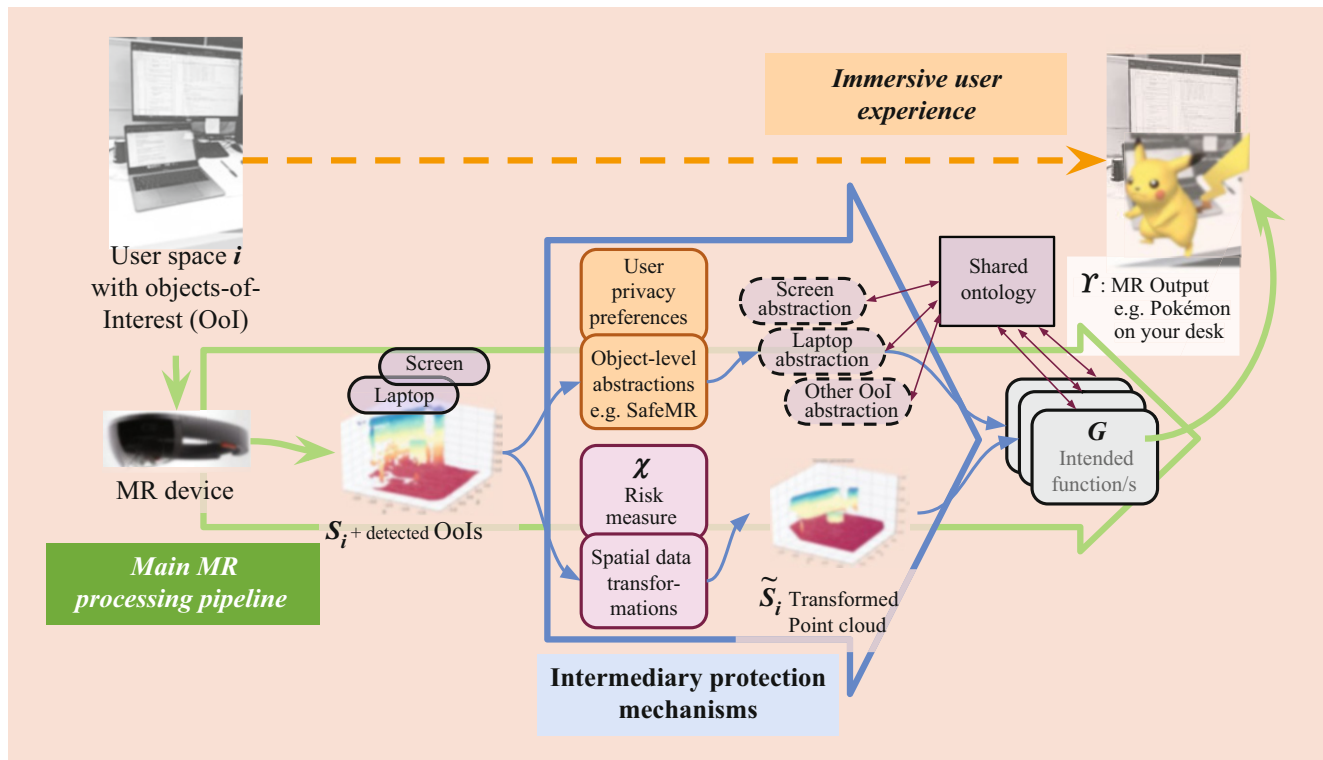 Immersive user
experience
User space i
with objects-of-
Interest (OoI)
MR device
Main MR
processing pipeline
Screen
Laptop
S_i + detected OoIs
User
privacy
preferences
Object-level
abstractions
e.g. SafeMR
χ
Risk
measure
Spatial data
transfor-
mations
Screen
abstraction
Laptop
abstraction
Other OoI
abstraction
S̃_i Transformed
Point cloud
Intermediary protection
mechanisms
Shared
ontology
G
Intended
function/s
r: MR Output
e.g. Pokémon
on your desk